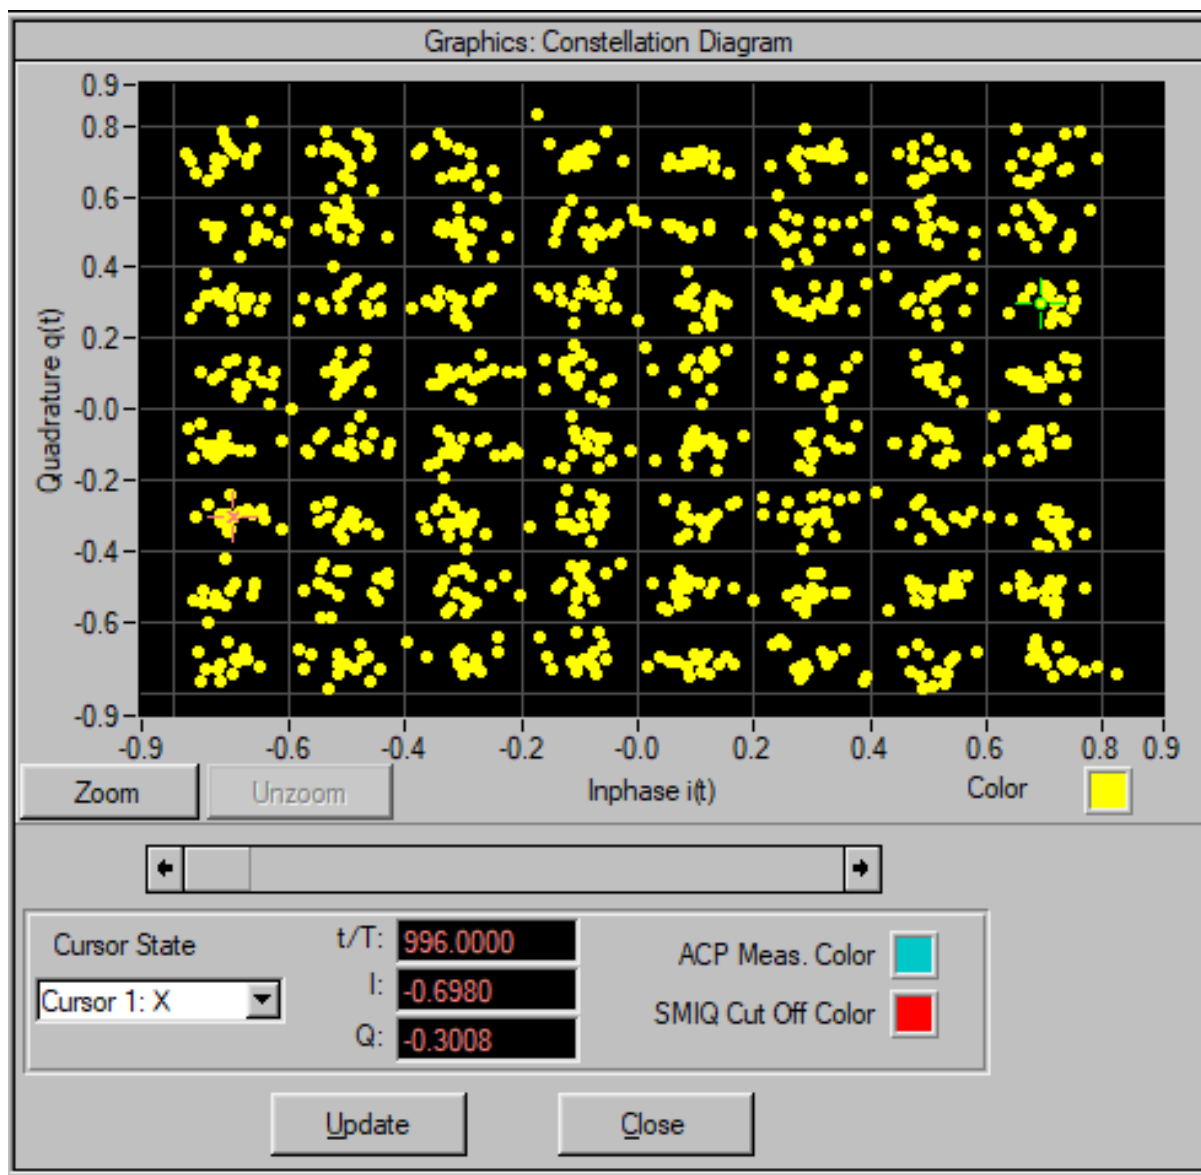 Graphics: Constellation Diagram
0.9
0.8
0.6
0.4
0.2
-0.0
-0.2
-0.4
-0.6
-0.9
Quadrature q(t)
-0.9 -0.6 -0.4 -0.2 -0.0 0.2 0.4 0.6 0.8 0.9
Zoom Unzoom Inphase i(t) Color
Cursor State t/T: 996.0000 ACP Meas. Color
Cursor 1: X I: -0.6980 SMIQ Cut Off Color
Q: -0.3008
Update Close